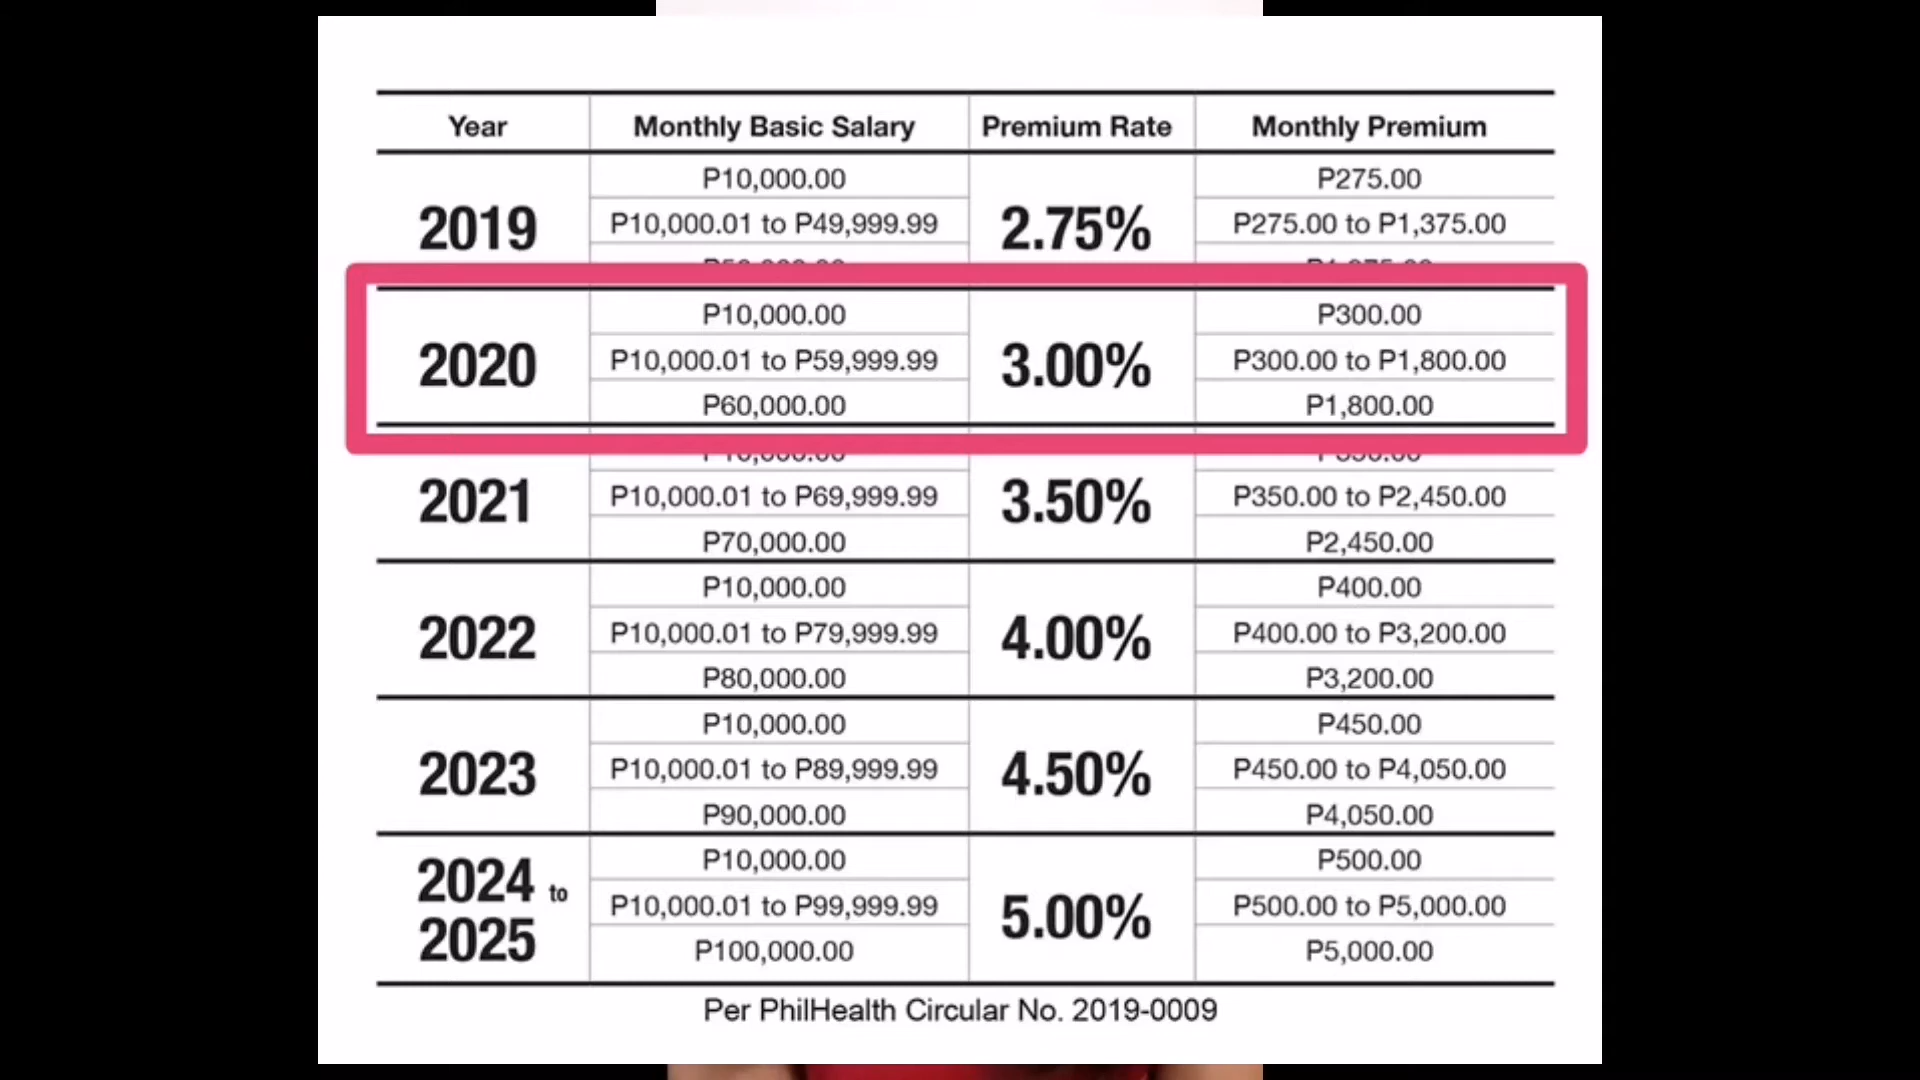 Year Monthly Basic Salary Premium Rate Monthly Premium
2019 2.75%
P10,000.00 P275.00
P10,000.01 to P49,999.99 P275.00 to P1,375.00
2020 3.00%
P10,000.00 P300.00
P10,000.01 to P59,999.99 P300.00 to P1,800.00
P60,000.00 P1,800.00
2021 3.50%
P10,000.01 to P69,999.99 P350.00 to P2,450.00
P70,000.00 P2,450.00
2022 4.00%
P10,000.00 P400.00
P10,000.01 to P79,999.99 P400.00 to P3,200.00
P80,000.00 P3,200.00
2023 4.50%
P10,000.00 P450.00
P10,000.01 to P89,999.99 P450.00 to P4,050.00
P90,000.00 P4,050.00
2024 to 2025 5.00%
P10,000.00 P500.00
P10,000.01 to P99,999.99 P500.00 to P5,000.00
P100,000.00 P5,000.00
Per PhilHealth Circular No. 2019-0009